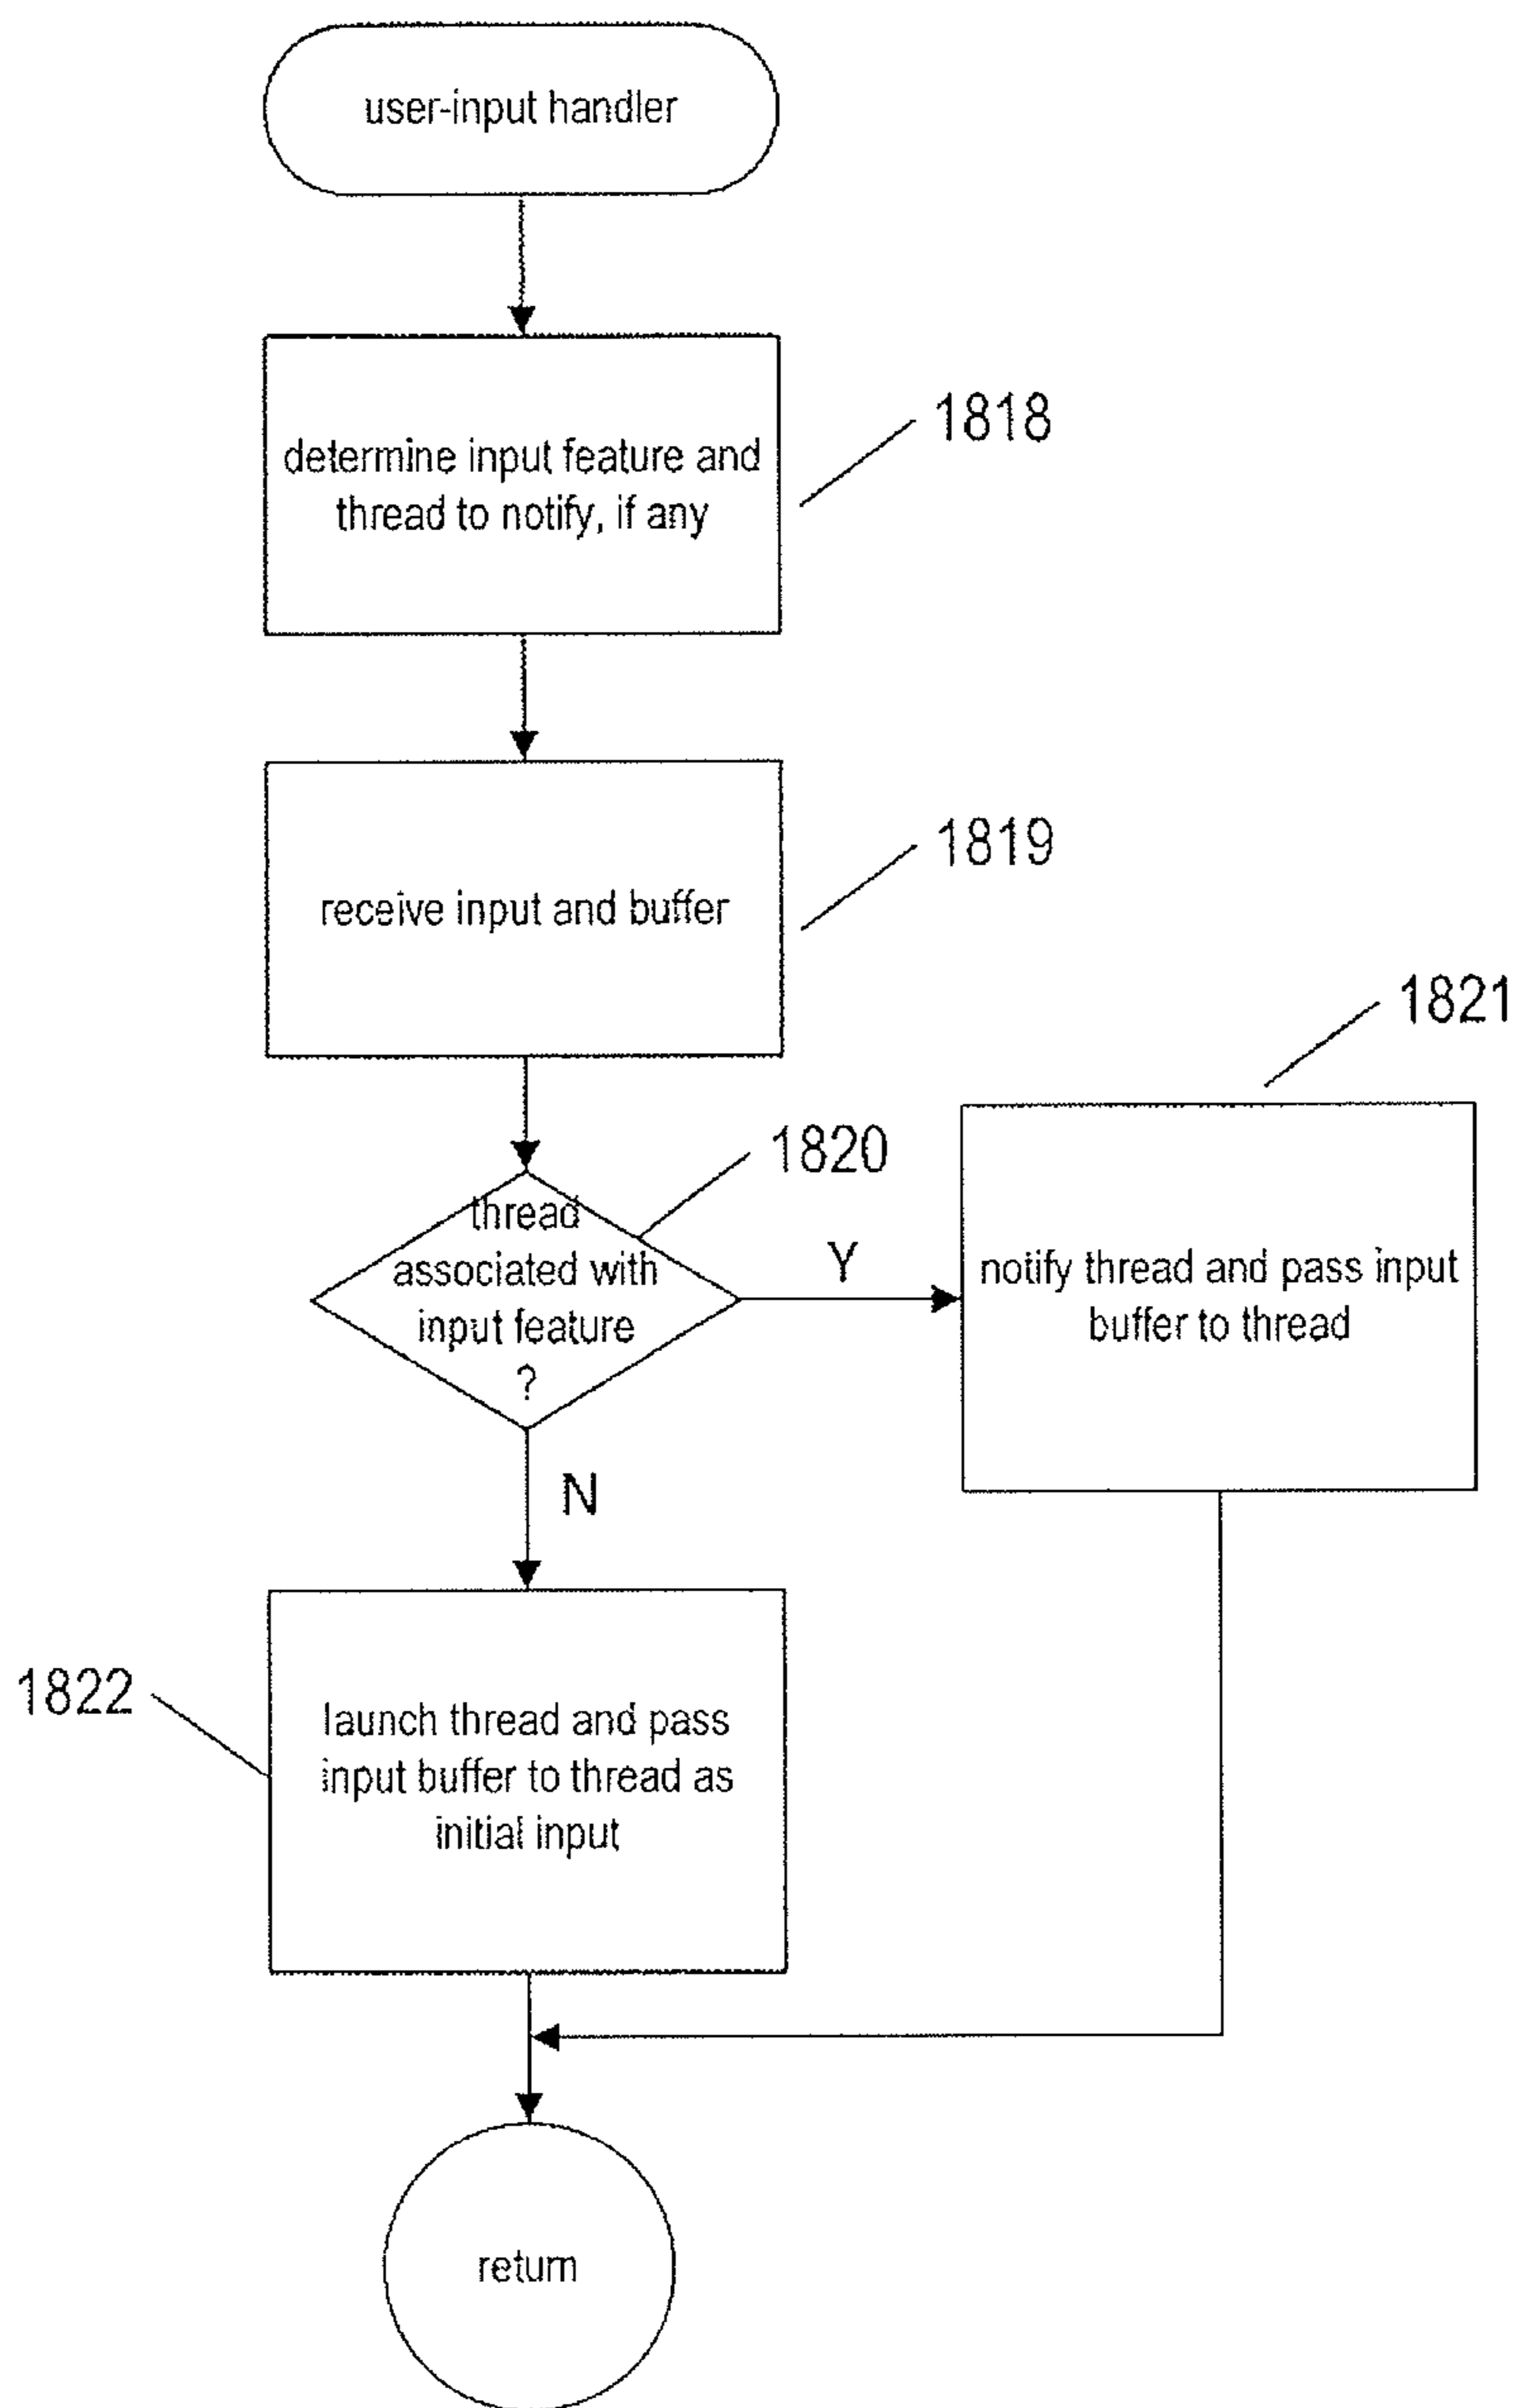 user-input handler
determine input feature and
thread to notify, if any
1818
receive input and buffer
1819
thread
associated with
input feature
?
1820
Y
notify thread and pass input
buffer to thread
1821
N
launch thread and pass
input buffer to thread as
initial input
1822
return